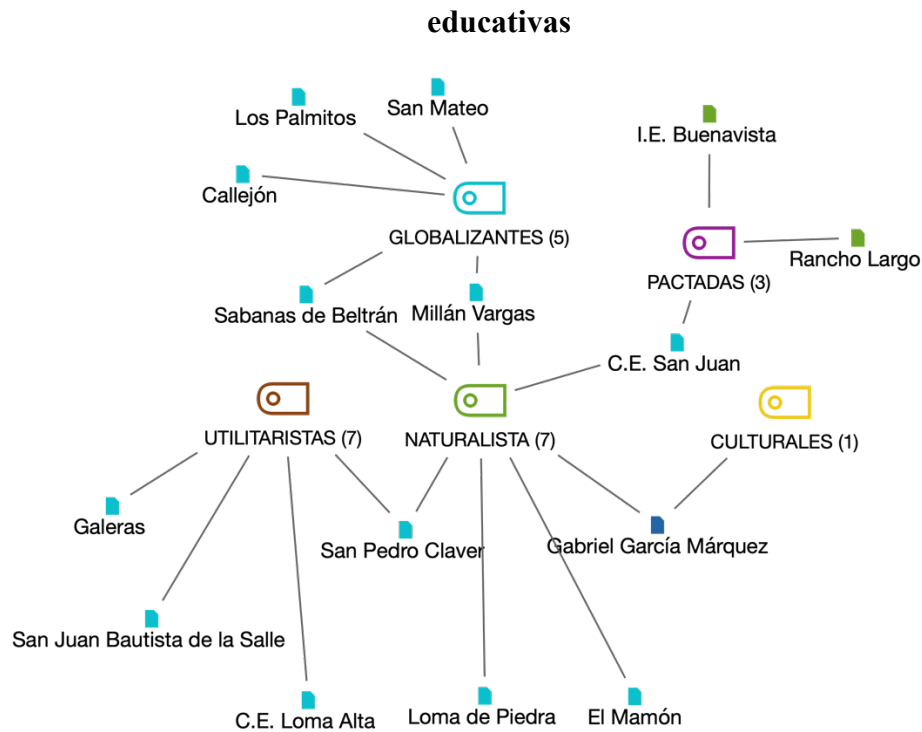 educativas
San Mateo
Los Palmitos
I.E. Buenavista
Callejón
GLOBALIZANTES (5)
Rancho Largo
PACTADAS (3)
Sabanas de Beltrán
Millán Vargas
C.E. San Juan
UTILITARISTAS (7)
NATURALISTA (7)
CULTURALES (1)
Galeras
San Pedro Claver
Gabriel García Márquez
San Juan Bautista de la Salle
C.E. Loma Alta
Loma de Piedra
El Mamón